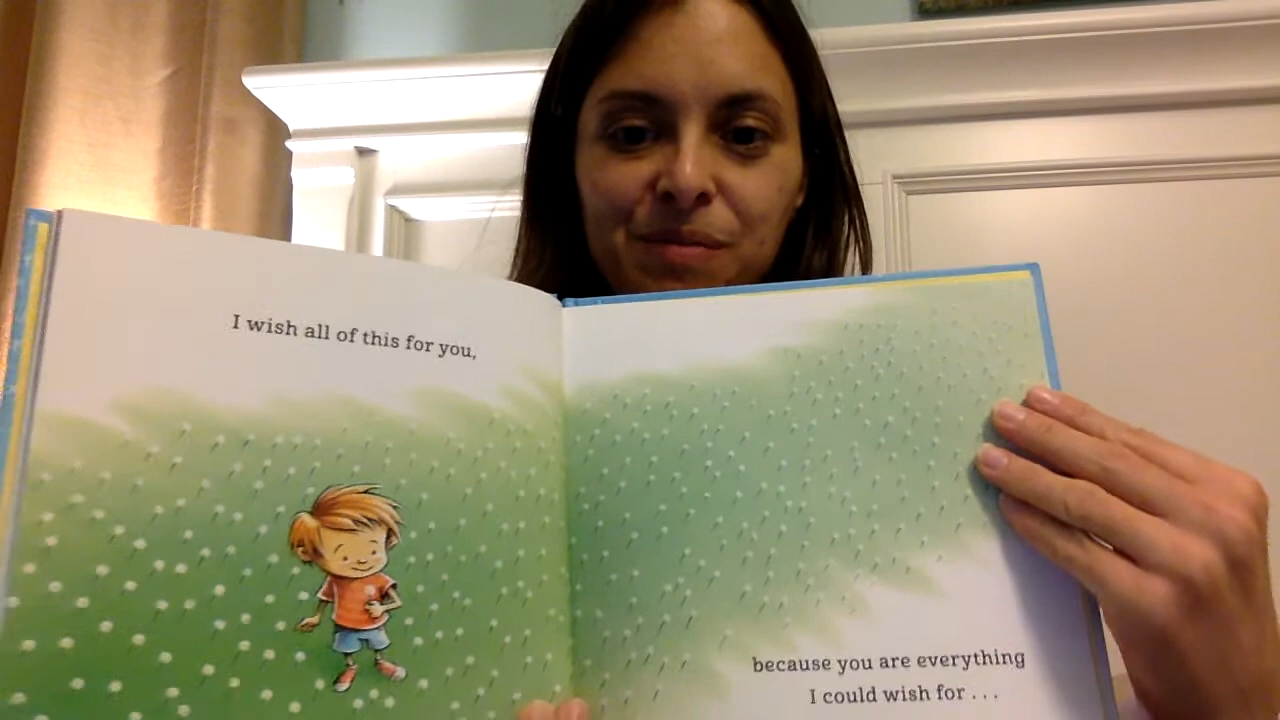 I wish all of this for you,
because you are everything
I could wish for . . .